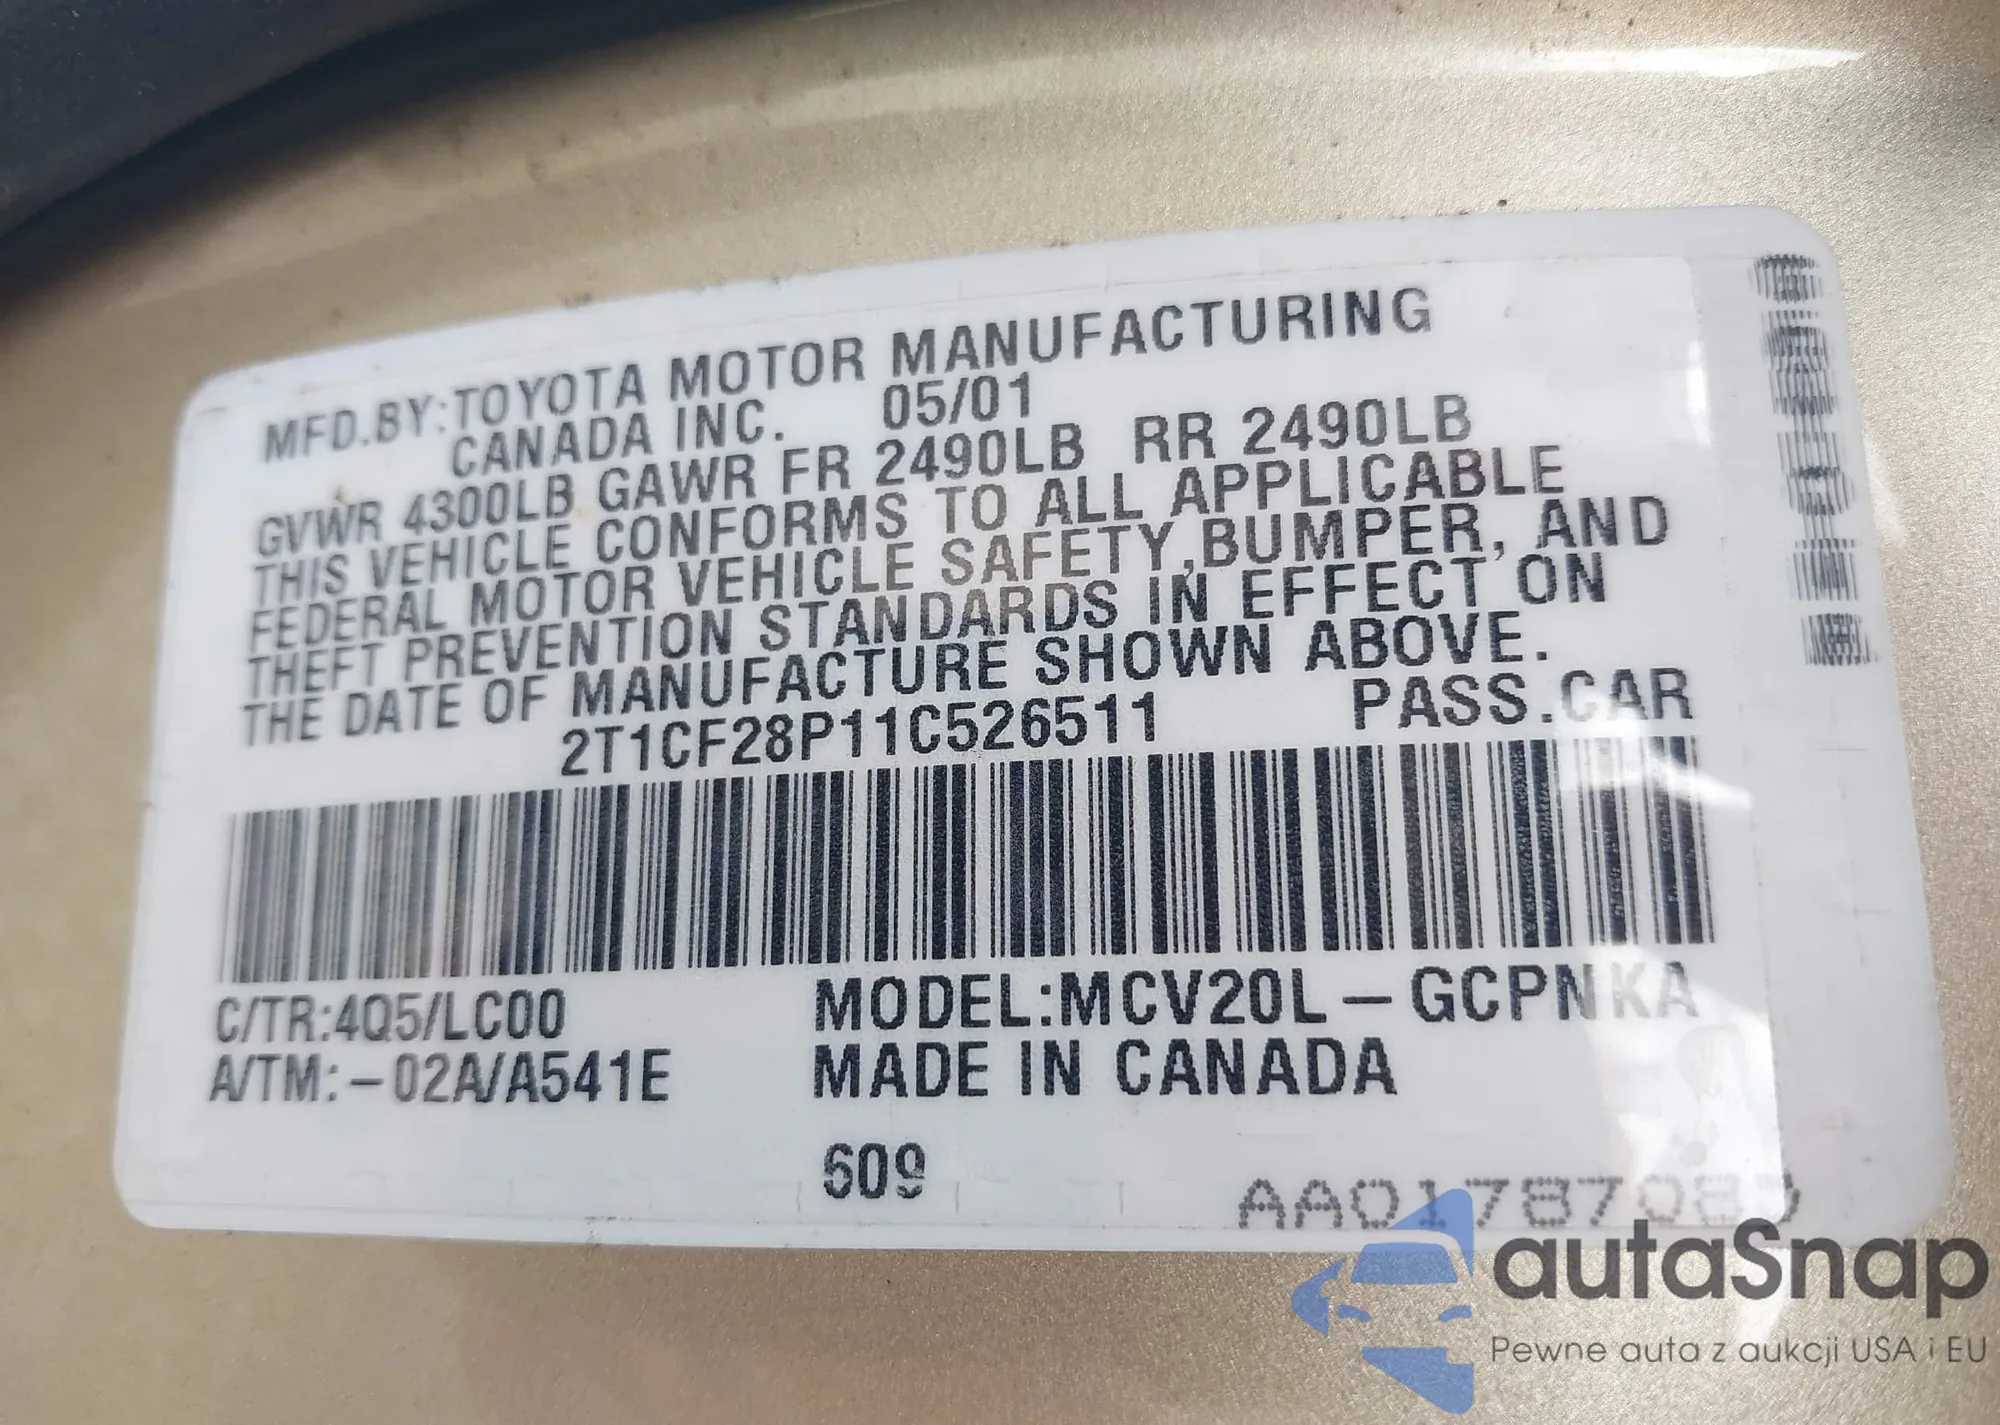 MFD.BY:TOYOTA MOTOR MANUFACTURING
CANADA INC. 05/01
GVWR 4300LB GAWR FR 2490LB RR 2490LB
THIS VEHICLE CONFORMS TO ALL APPLICABLE
FEDERAL MOTOR VEHICLE SAFETY,BUMPER, AND
THEFT PREVENTION STANDARDS IN EFFECT ON
THE DATE OF MANUFACTURE SHOWN ABOVE.
2T1CF28P11C526511 PASS.CAR
C/TR:4Q5/LC00 MODEL:MCV20L-GCPNKA
A/TM:-02A/A541E MADE IN CANADA
609
autaSnap
Pewne auta z aukcji USA i EU